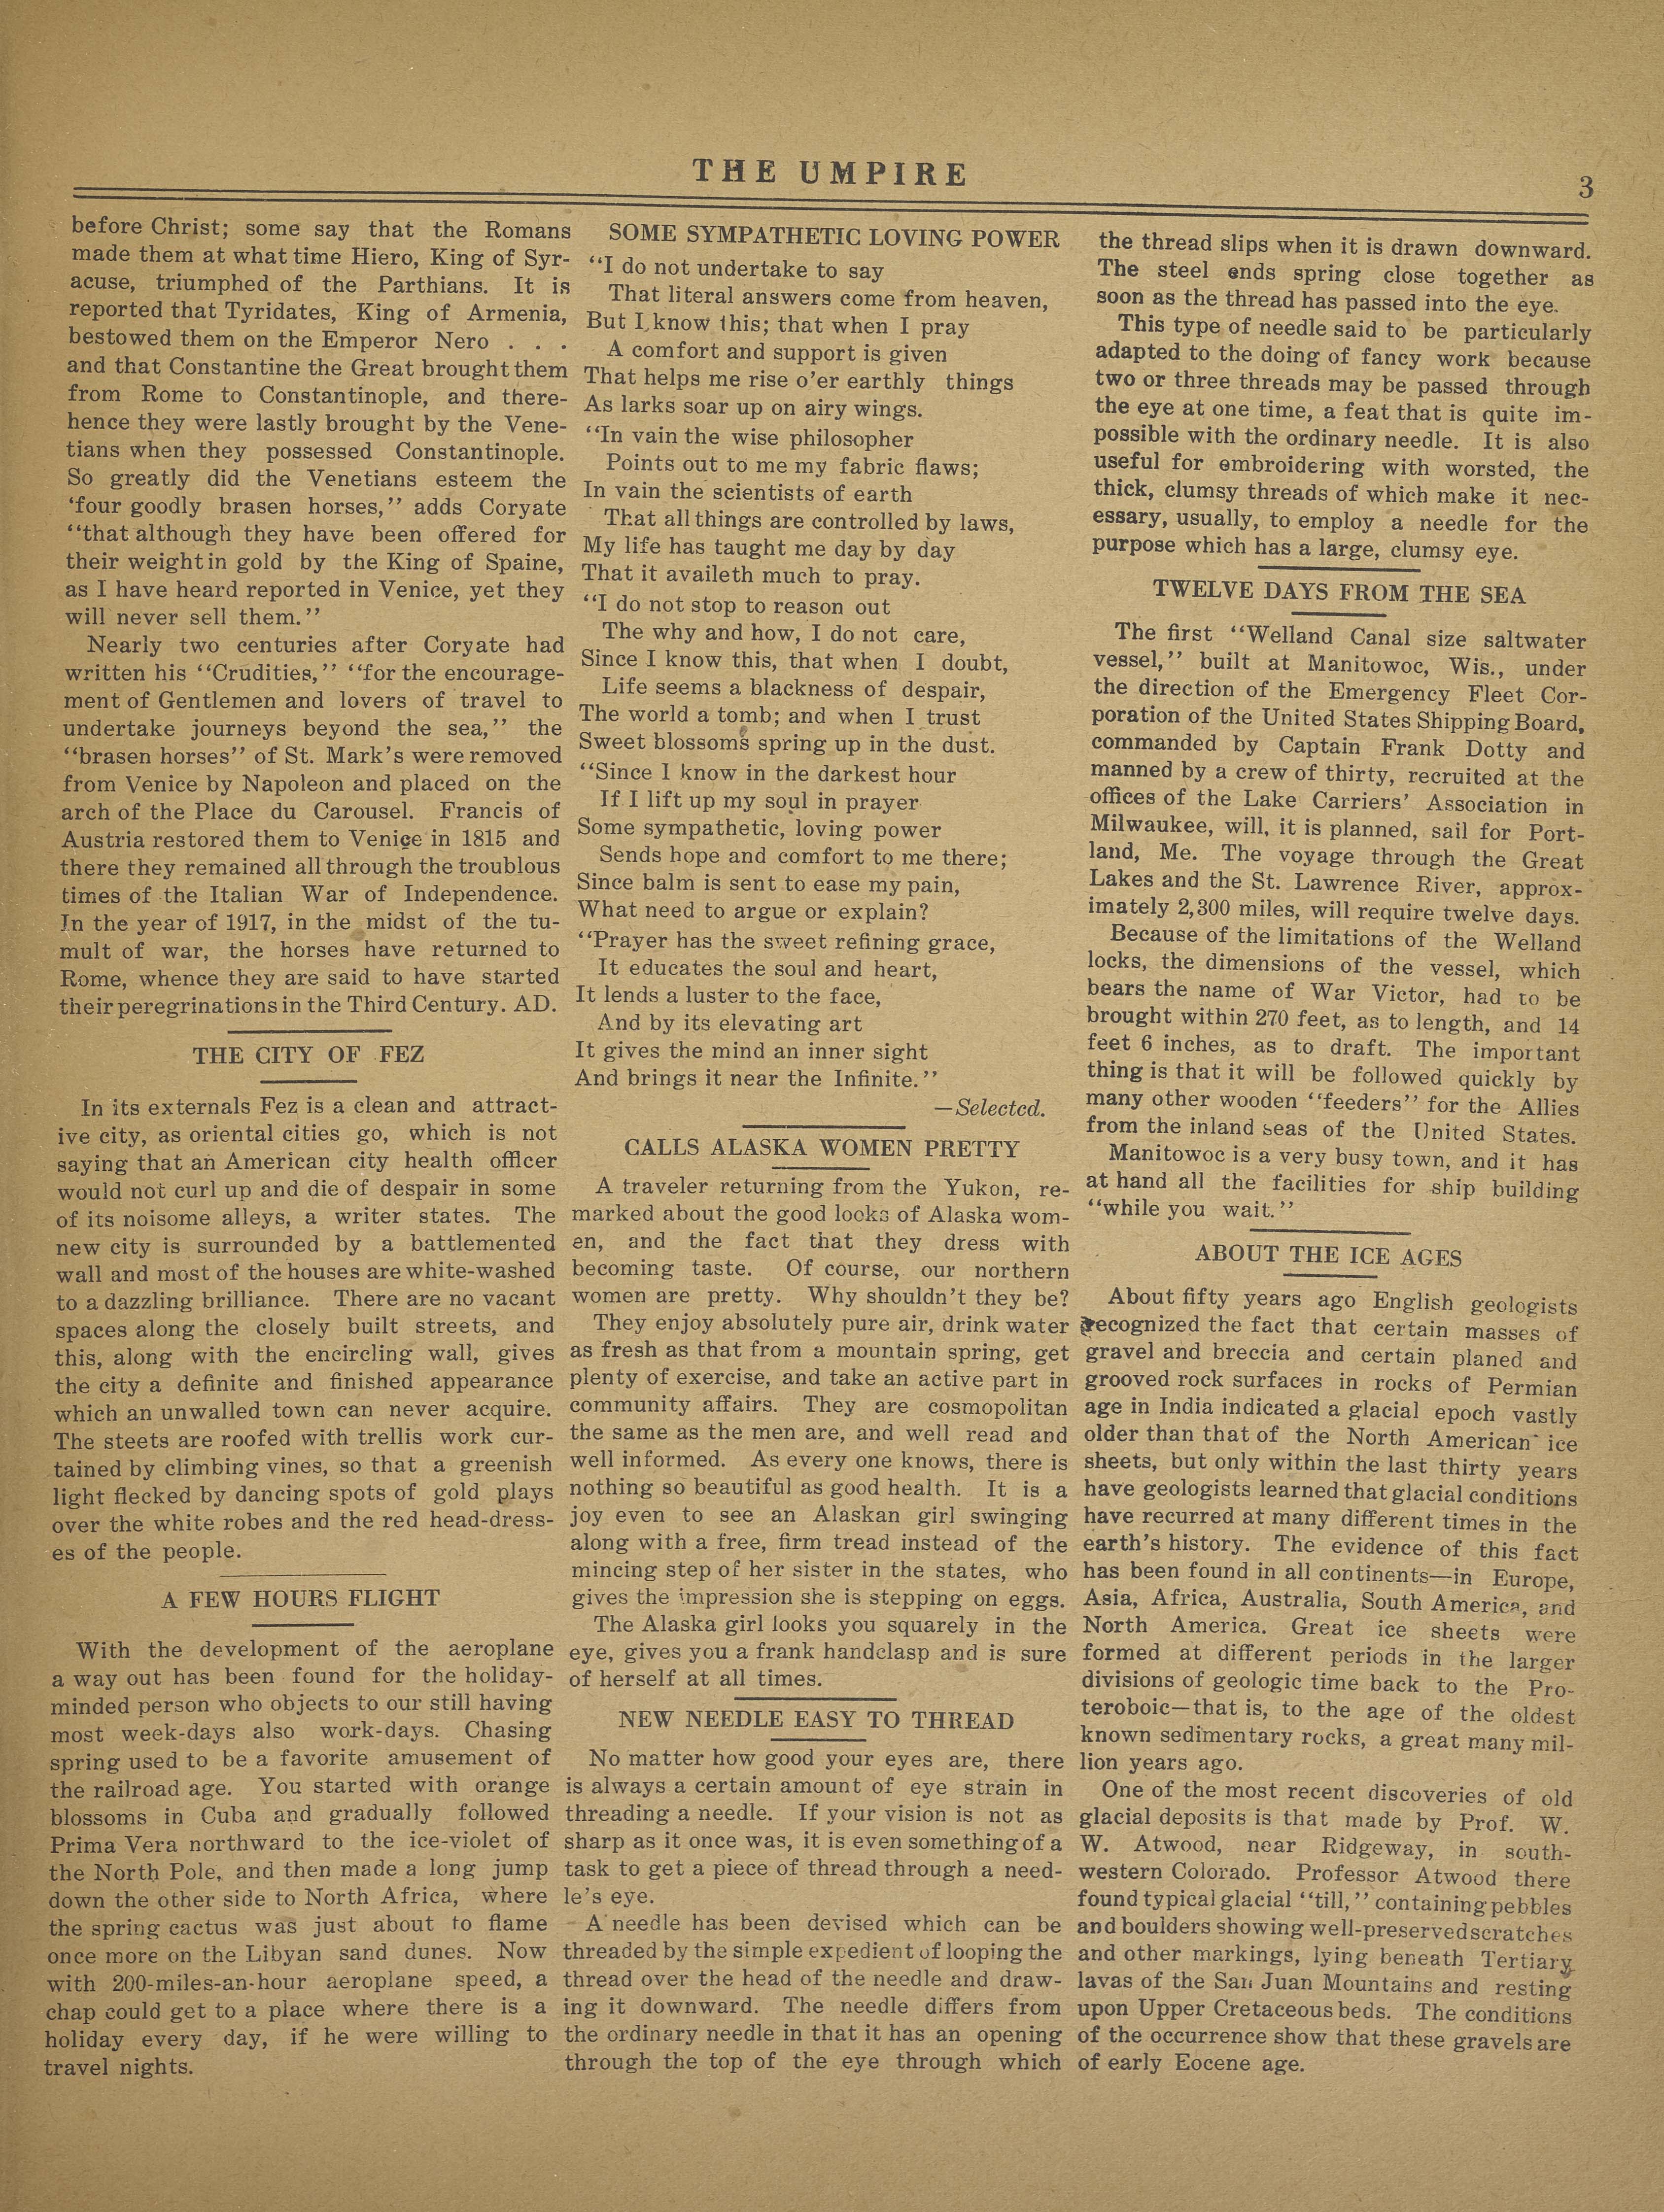 THE UMPIRE
3
before Christ; some say that the Romans
made them at what time Hiero, King of Syr-
acuse, triumphed of the Parthians. It is
reported that Tyridates, King of Armenia,
bestowed them on the Emperor Nero . . .
and that Constantine the Great brought them
from Rome to Constantinople, and there-
hence they were lastly brought by the Vene-
tians when they possessed Constantinople.
So greatly did the Venetians esteem the
‘four goodly brasen horses,’’ adds Coryate
‘‘that although they have been offered for
their weight in gold by the King of Spaine,
as I have heard reported in Venice, yet they
will never sell them.’’
Nearly two centuries after Coryate had
written his ‘‘Crudities,’’ ‘‘for the encourage-
ment of Gentlemen and lovers of travel to
undertake journeys beyond the sea,’’ the
‘‘brasen horses’’ of St. Mark’s were removed
from Venice by Napoleon and placed on the
arch of the Place du Carousel. Francis of
Austria restored them to Venice in 1815 and
there they remained all through the troublous
times of the Italian War of Independence.
In the year of 1917, in the midst of the tu-
mult of war, the horses have returned to
Rome, whence they are said to have started
their peregrinations in the Third Century. AD.
THE CITY OF FEZ
In its externals Fez is a clean and attract-
ive city, as oriental cities go, which is not
saying that an American city health officer
would not curl up and die of despair in some
of its noisome alleys, a writer states. The
new city is surrounded by a battlemented
wall and most of the houses are white-washed
to a dazzling brilliance. There are no vacant
spaces along the closely built streets, and
this, along with the encircling wall, gives
the city a definite and finished appearance
which an unwalled town can never acquire.
The steets are roofed with trellis work cur-
tained by climbing vines, so that a greenish
light flecked by dancing spots of gold plays
over the white robes and the red head-dress-
es of the people.
A FEW HOURS FLIGHT
With the development of the aeroplane
a way out has been found for the holiday-
minded person who objects to our still having
most week-days also work-days. Chasing
spring used to be a favorite amusement of
the railroad age. You started with orange
blossoms in Cuba and gradually followed
Prima Vera northward to the ice-violet of
the North Pole, and then made a long jump
down the other side to North Africa, where
the spring cactus was just about to flame
once more on the Libyan sand dunes. Now
with 200-miles-an-hour aeroplane speed, a
chap could get to a place where there is a
holiday every day, if he were willing to
travel nights.
SOME SYMPATHETIC LOVING POWER
‘‘I do not undertake to say
That literal answers come from heaven,
But I know this; that when I pray
A comfort and support is given
That helps me rise o’er earthly things
As larks soar up on airy wings.
‘‘In vain the wise philosopher
Points out to me my fabric flaws;
In vain the scientists of earth
That all things are controlled by laws,
My life has taught me day by day
That it availeth much to pray.
‘‘I do not stop to reason out
The why and how, I do not care,
Since I know this, that when I doubt,
Life seems a blackness of despair,
The world a tomb; and when I trust
Sweet blossoms spring up in the dust.
‘‘Since I know in the darkest hour
If I lift up my soul in prayer
Some sympathetic, loving power
Sends hope and comfort to me there;
Since balm is sent to ease my pain,
What need to argue or explain?
‘‘Prayer has the sweet refining grace,
It educates the soul and heart,
It lends a luster to the face,
And by its elevating art
It gives the mind an inner sight
And brings it near the Infinite.’’
—Selected.
CALLS ALASKA WOMEN PRETTY
A traveler returning from the Yukon, re-
marked about the good looks of Alaska wom-
en, and the fact that they dress with
becoming taste. Of course, our northern
women are pretty. Why shouldn’t they be?
They enjoy absolutely pure air, drink water
as fresh as that from a mountain spring, get
plenty of exercise, and take an active part in
community affairs. They are cosmopolitan
the same as the men are, and well read and
well informed. As every one knows, there is
nothing so beautiful as good health. It is a
joy even to see an Alaskan girl swinging
along with a free, firm tread instead of the
mincing step of her sister in the states, who
gives the impression she is stepping on eggs.
The Alaska girl looks you squarely in the
eye, gives you a frank handclasp and is sure
of herself at all times.
NEW NEEDLE EASY TO THREAD
No matter how good your eyes are, there
is always a certain amount of eye strain in
threading a needle. If your vision is not as
sharp as it once was, it is even something of a
task to get a piece of thread through a need-
le’s eye.
A needle has been devised which can be
threaded by the simple expedient of looping the
thread over the head of the needle and draw-
ing it downward. The needle differs from
the ordinary needle in that it has an opening
through the top of the eye through which
the thread slips when it is drawn downward.
The steel ends spring close together as
soon as the thread has passed into the eye.
This type of needle said to be particularly
adapted to the doing of fancy work because
two or three threads may be passed through
the eye at one time, a feat that is quite im-
possible with the ordinary needle. It is also
useful for embroidering with worsted, the
thick, clumsy threads of which make it nec-
essary, usually, to employ a needle for the
purpose which has a large, clumsy eye.
TWELVE DAYS FROM THE SEA
The first ‘‘Welland Canal size saltwater
vessel,’’ built at Manitowoc, Wis., under
the direction of the Emergency Fleet Cor-
poration of the United States Shipping Board,
commanded by Captain Frank Dotty and
manned by a crew of thirty, recruited at the
offices of the Lake Carriers’ Association in
Milwaukee, will, it is planned, sail for Port-
land, Me. The voyage through the Great
Lakes and the St. Lawrence River, approx-
imately 2,300 miles, will require twelve days.
Because of the limitations of the Welland
locks, the dimensions of the vessel, which
bears the name of War Victor, had to be
brought within 270 feet, as to length, and 14
feet 6 inches, as to draft. The important
thing is that it will be followed quickly by
many other wooden ‘‘feeders’’ for the Allies
from the inland seas of the United States.
Manitowoc is a very busy town, and it has
at hand all the facilities for ship building
‘‘while you wait.’’
ABOUT THE ICE AGES
About fifty years ago English geologists
recognized the fact that certain masses of
gravel and breccia and certain planed and
grooved rock surfaces in rocks of Permian
age in India indicated a glacial epoch vastly
older than that of the North American ice
sheets, but only within the last thirty years
have geologists learned that glacial conditions
have recurred at many different times in the
earth’s history. The evidence of this fact
has been found in all continents—in Europe,
Asia, Africa, Australia, South America, and
North America. Great ice sheets were
formed at different periods in the larger
divisions of geologic time back to the Pro-
teroboic—that is, to the age of the oldest
known sedimentary rocks, a great many mil-
lion years ago.
One of the most recent discoveries of old
glacial deposits is that made by Prof. W.
W. Atwood, near Ridgeway, in south-
western Colorado. Professor Atwood there
found typical glacial ‘‘till,’’ containing pebbles
and boulders showing well-preserved scratches
and other markings, lying beneath Tertiary
lavas of the San Juan Mountains and resting
upon Upper Cretaceous beds. The conditions
of the occurrence show that these gravels are
of early Eocene age.